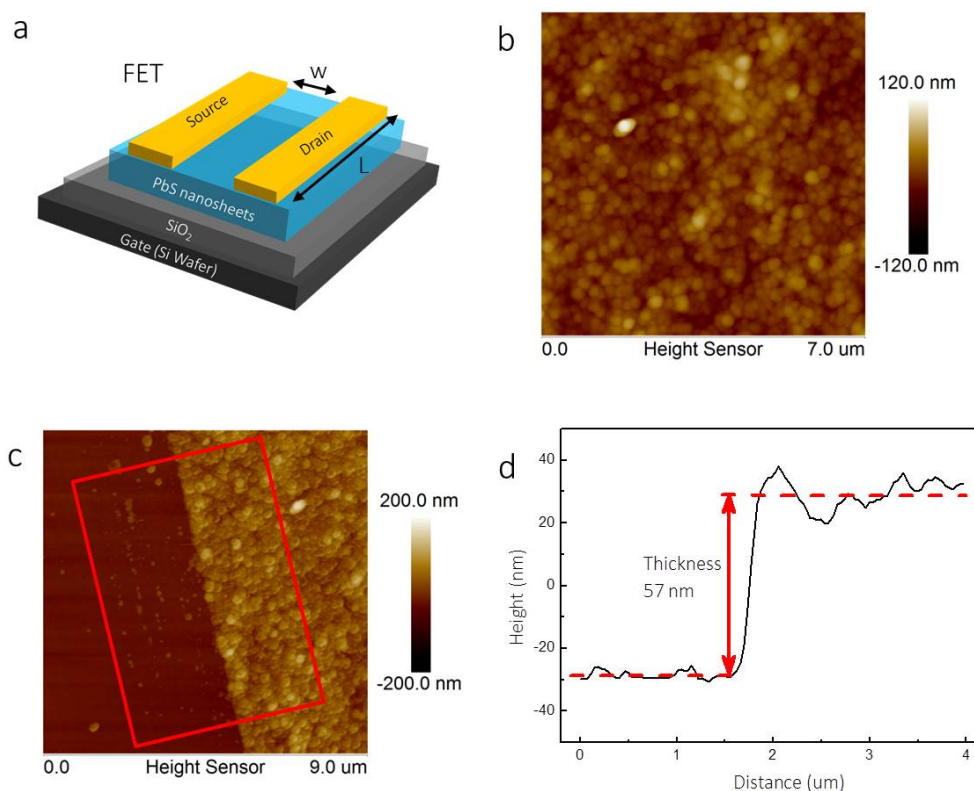 a
FET
W
Source
Drain
L
PbS nanosheets
SiO2
Gate (Si Wafer)
b
120.0 nm
-120.0 nm
0.0 Height Sensor 7.0 um
c
200.0 nm
-200.0 nm
0.0 Height Sensor 9.0 um
d
40
20
0
-20
-40
Height (nm)
Thickness
57 nm
0 1 2 3 4
Distance (um)